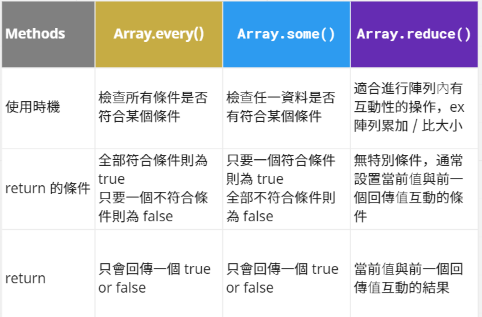 Methods
Array.every()
Array.some()
Array.reduce()
使用時機
檢查所有條件是否
符合某個條件
檢查任一資料是否
有符合某個條件
適合進行陣列內有
互動性的操作，ex
陣列累加 / 比大小
return 的條件
全部符合條件則為
true
只要一個不符合條
件則為 false
只要一個符合條件
則為 true
全部不符合條件則
為 false
無特別條件，通常
設置當前值與前一
個回傳值互動的條
件
return
只會回傳一個 true
or false
只會回傳一個 true
or false
當前值與前一個回
傳值互動的結果